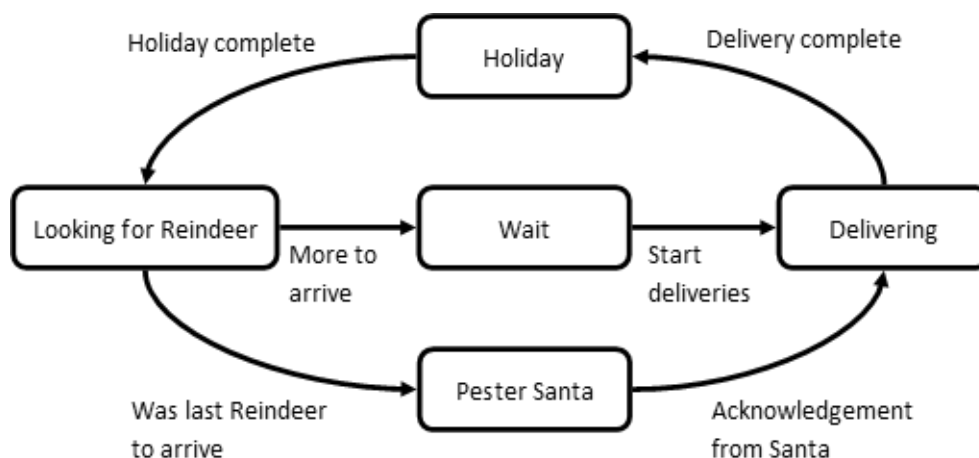 Holiday complete
Holiday
Delivery complete
Looking for Reindeer
More to
arrive
Wait
Start
deliveries
Delivering
Was last Reindeer
to arrive
Pester Santa
Acknowledgement
from Santa